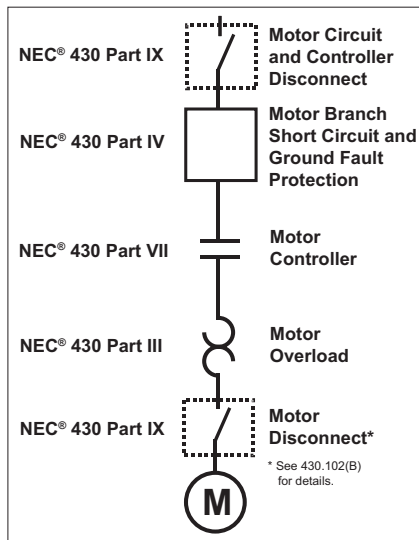 NEC® 430 Part IX
Motor Circuit
and Controller
Disconnect
NEC® 430 Part IV
Motor Branch
Short Circuit and
Ground Fault
Protection
NEC® 430 Part VII
Motor
Controller
NEC® 430 Part III
Motor
Overload
NEC® 430 Part IX
Motor
Disconnect*
* See 430.102(B)
for details.
M